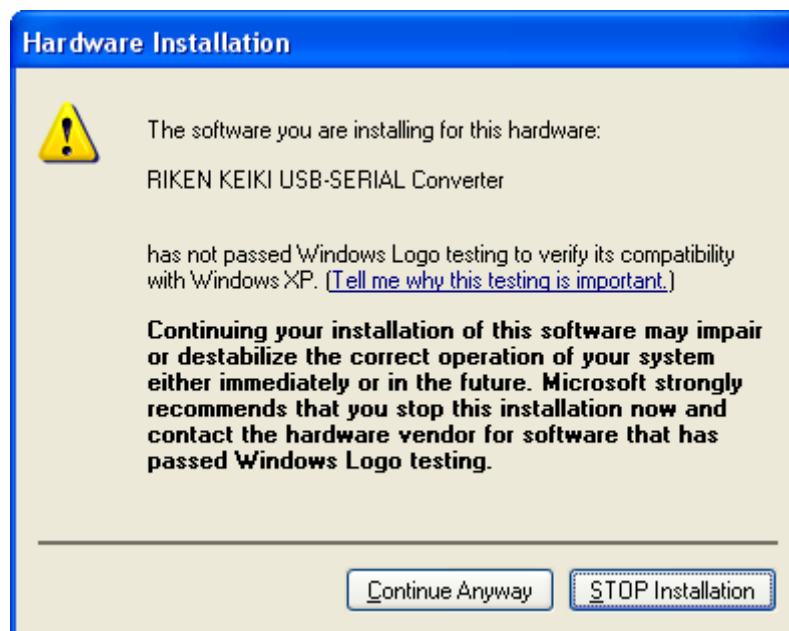 Hardware Installation
The software you are installing for this hardware:
RIKEN KEIKI USB-SERIAL Converter
has not passed Windows Logo testing to verify its compatibility
with Windows XP. (Tell me why this testing is important.)
Continuing your installation of this software may impair
or destabilize the correct operation of your system
either immediately or in the future. Microsoft strongly
recommends that you stop this installation now and
contact the hardware vendor for software that has
passed Windows Logo testing.
Continue Anyway
STOP Installation